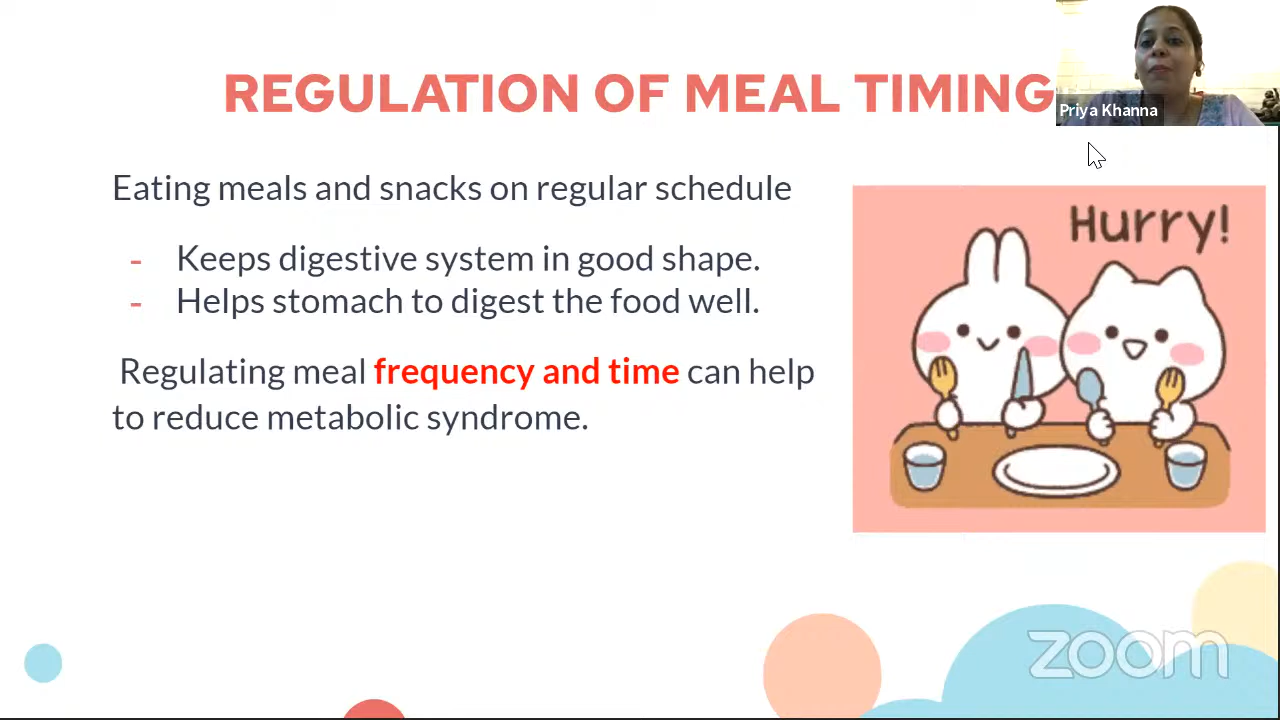 REGULATION OF MEAL TIMING
Priya Khanna
Eating meals and snacks on regular schedule
- Keeps digestive system in good shape.
- Helps stomach to digest the food well.
Regulating meal frequency and time can help
to reduce metabolic syndrome.
Hurry!
zoom